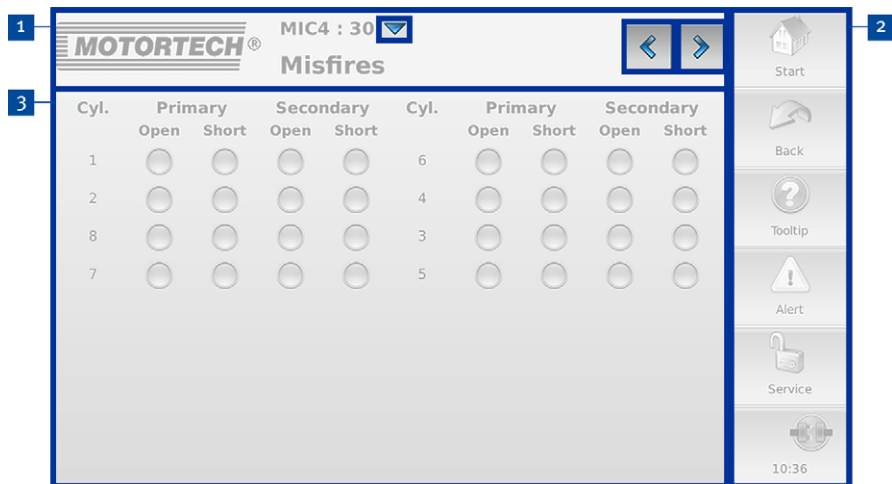 1
2
3
MOTORTECH®
MIC4 : 30
Misfires
Cyl. Primary Secondary Cyl. Primary Secondary
Open Short Open Short Open Short Open Short
1 6
2 4
8 3
7 5
Start
Back
Tooltip
Alert
Service
10:36